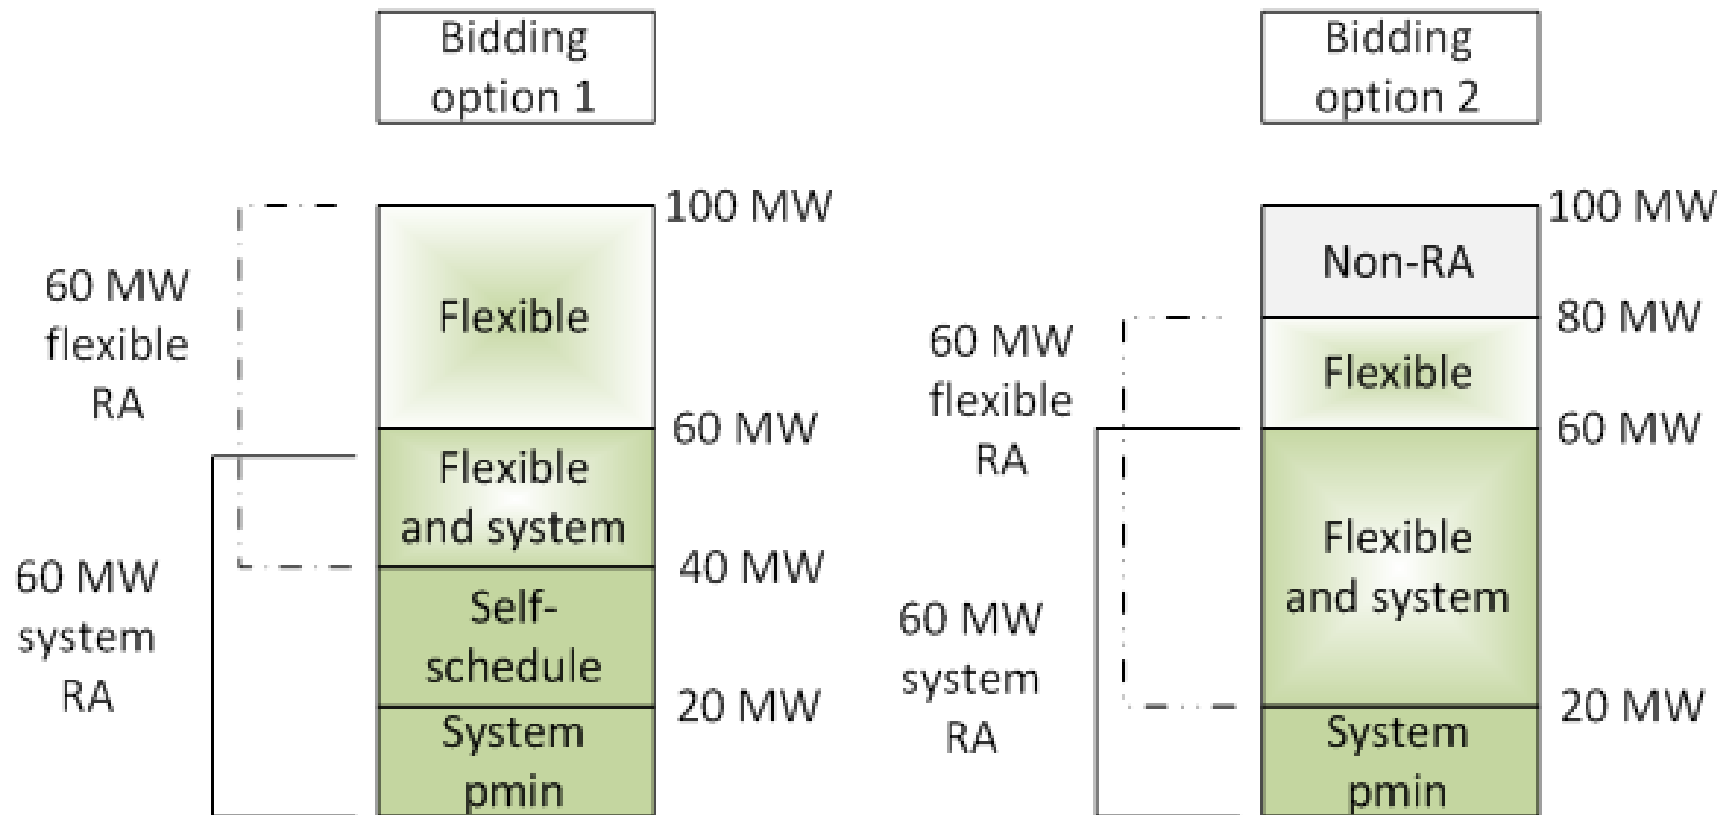 Bidding
option 1
100 MW
60 MW
flexible
RA
Flexible
60 MW
Flexible
and system
60 MW
system
RA
40 MW
Self-
schedule
20 MW
System
pmin
Bidding
option 2
100 MW
Non-RA
80 MW
60 MW
flexible
RA
Flexible
60 MW
Flexible
and system
60 MW
system
RA
20 MW
System
pmin